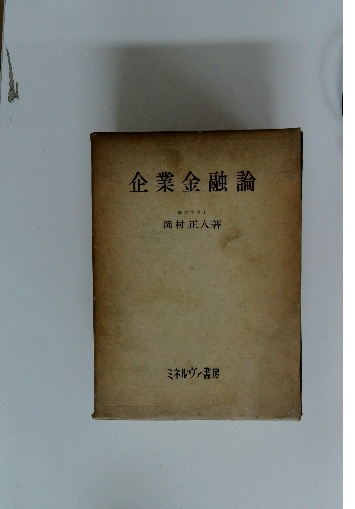 企業金融論
岡村正人著
ミネルヴァ書房